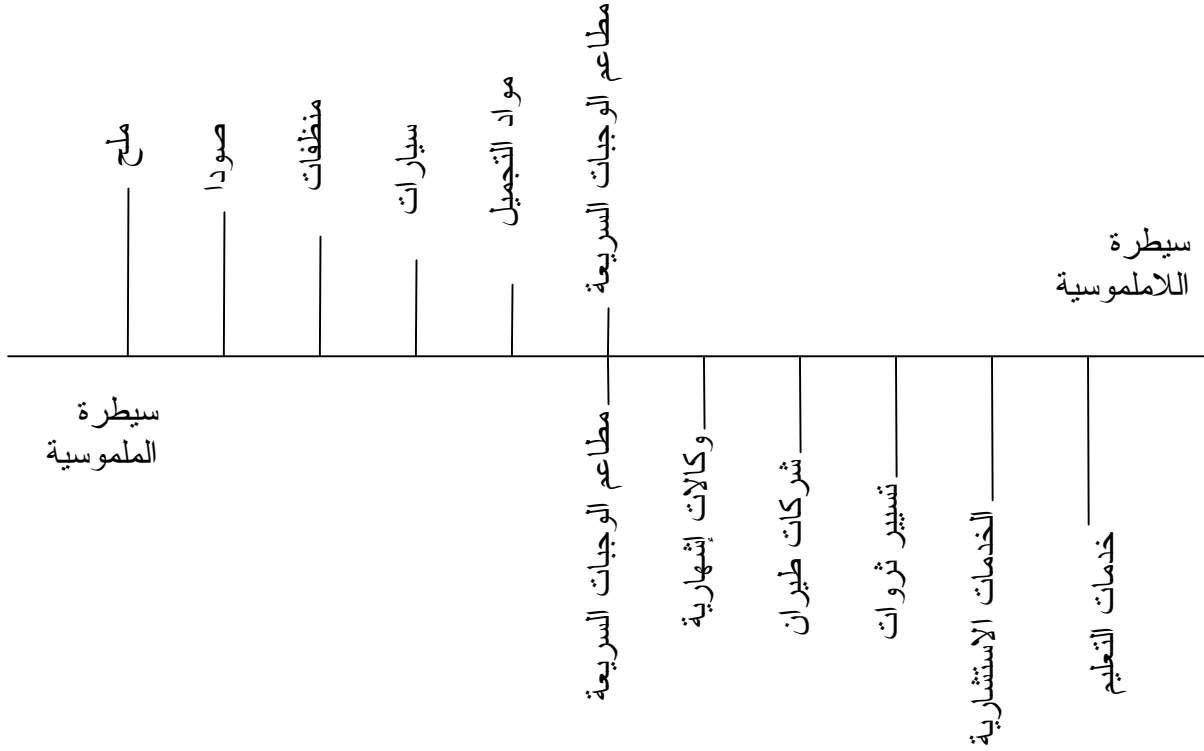 ملح
صودا
منظفات
سيارات
مواد التجميل
مطاعم الوجبات السريعة
سيطرة
اللاملموسية
سيطرة
الملموسية
مطاعم الوجبات السريعة
وكالات إشهارية
شركات طيران
تسيير ثروات
الخدمات الاستشارية
خدمات التعليم